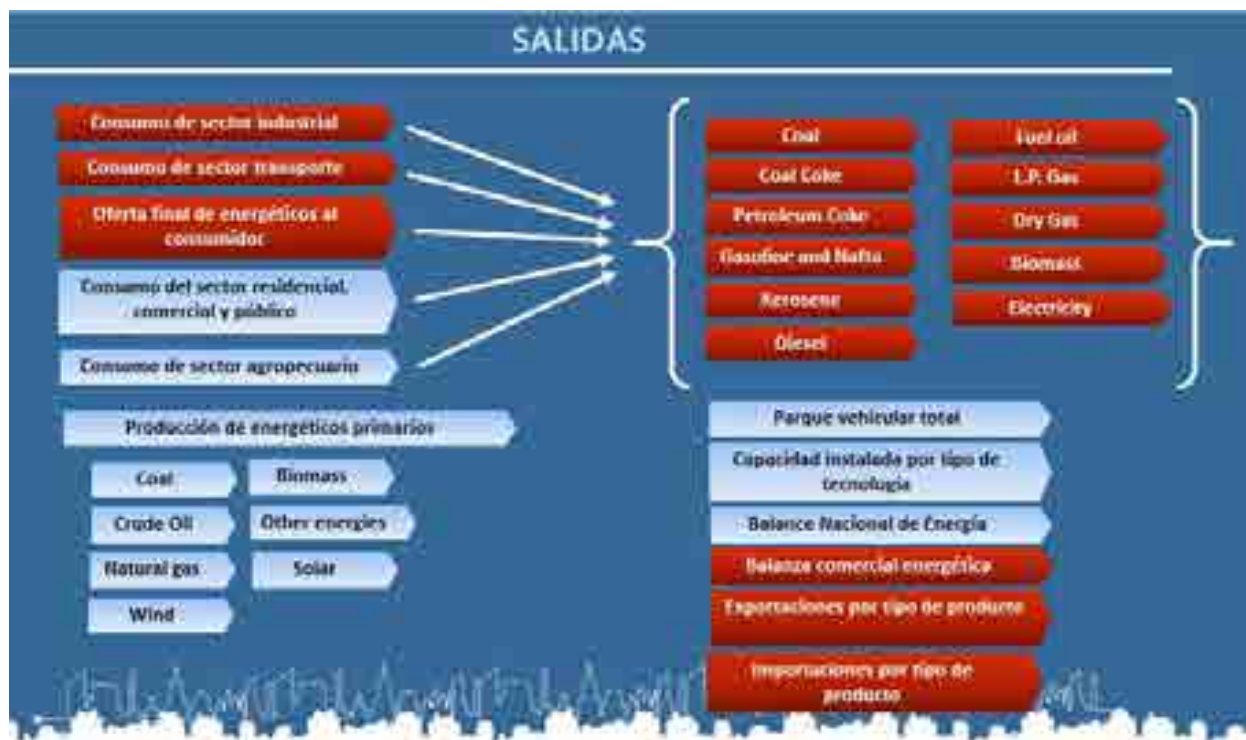 SALIDAS
Consumo de sector industrial
Consumo de sector transporte
Oferta final de energéticos al
consumidor
Consumo del sector residencial,
comercial y público
Consumo de sector agropecuario
Coal
Coal Coke
Petroleum Coke
Gasoline and Nafta
Kerosene
Diesel
Fuel oil
L.P. Gas
Dry Gas
Biomass
Electricity
Producción de energéticos primarios
Coal
Crude Oil
Natural gas
Wind
Biomass
Other energies
Solar
Parque vehicular total
Capacidad instalada por tipo de
tecnología
Balance Nacional de Energía
Balanza comercial energética
Exportaciones por tipo de producto
Importaciones por tipo de
producto